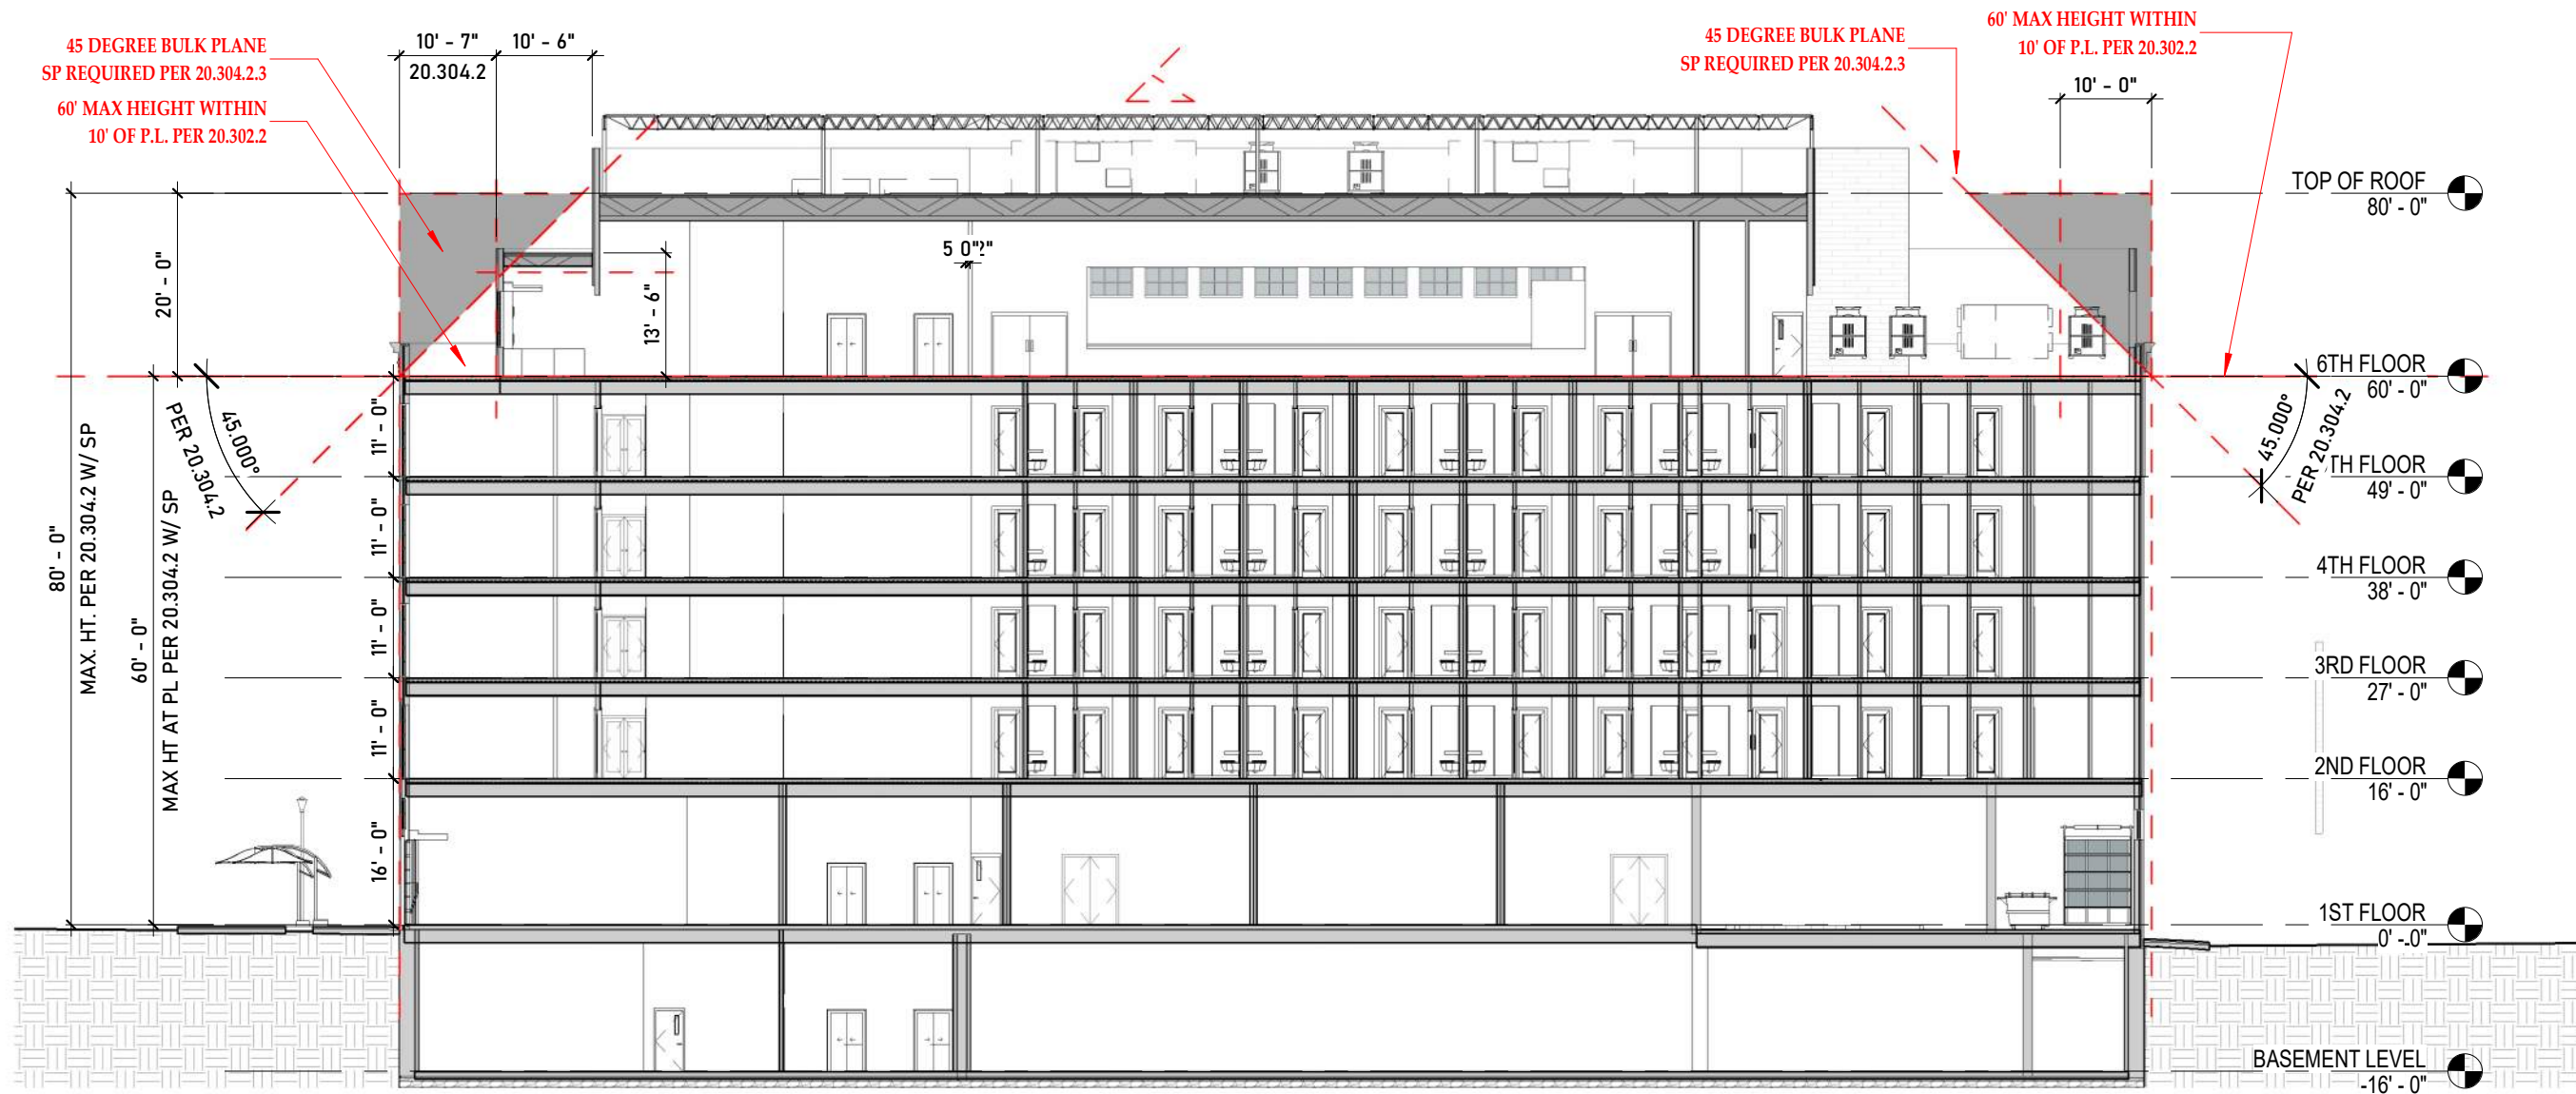 45 DEGREE BULK PLANE
SP REQUIRED PER 20.304.2.3
60' MAX HEIGHT WITHIN
10' OF P.L. PER 20.302.2
10' - 7"
20.304.2
10' - 6"
45 DEGREE BULK PLANE
SP REQUIRED PER 20.304.2.3
60' MAX HEIGHT WITHIN
10' OF P.L. PER 20.302.2
10' - 0"
TOP OF ROOF
80' - 0"
20' - 0"
13' - 6"
6TH FLOOR
60' - 0"
45.000°
PER 20.304.2
45.000°
PER 20.304.2
80' - 0"
MAX. HT. PER 20.304.2 W/ SP
60' - 0"
MAX HT AT PL PER 20.304.2 W/ SP
11' - 0"
11' - 0"
11' - 0"
11' - 0"
16' - 0"
TH FLOOR
49' - 0"
4TH FLOOR
38' - 0"
3RD FLOOR
27' - 0"
2ND FLOOR
16' - 0"
1ST FLOOR
0' - 0"
BASEMENT LEVEL
-16' - 0"